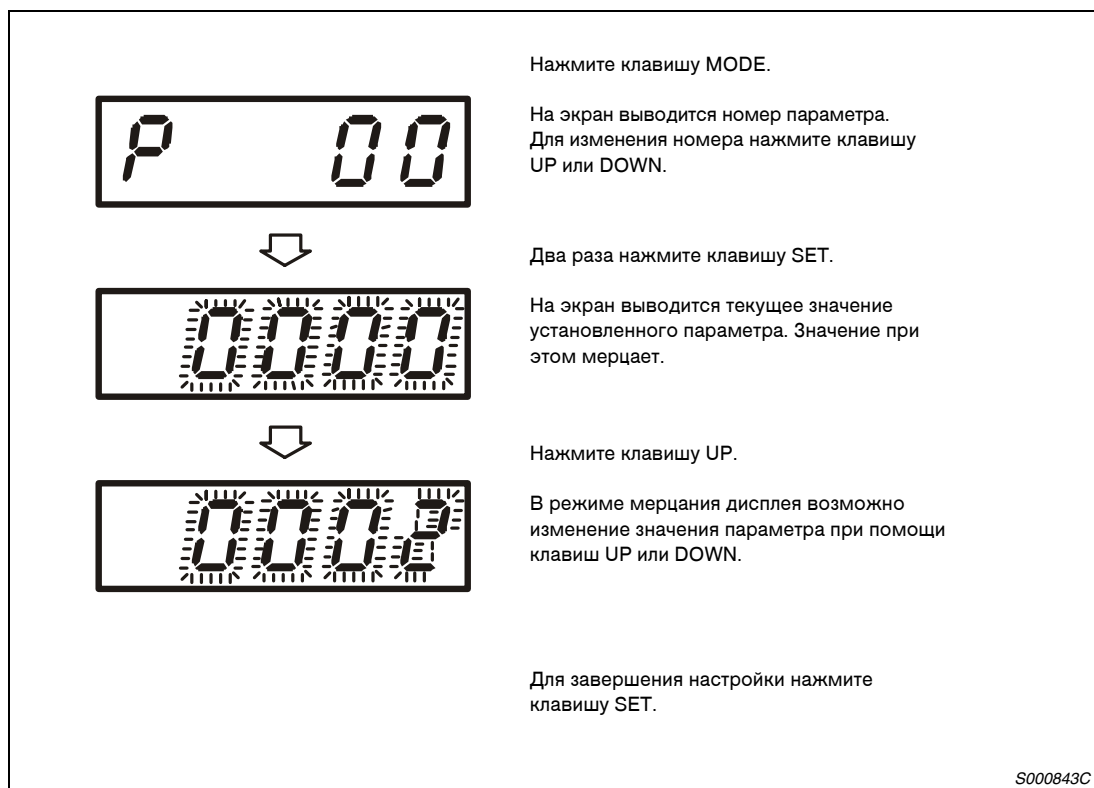 Нажмите клавишу MODE.
P 00
На экран выводится номер параметра.
Для изменения номера нажмите клавишу
UP или DOWN.
Два раза нажмите клавишу SET.
0000
На экран выводится текущее значение
установленного параметра. Значение при
этом мерцает.
Нажмите клавишу UP.
0002
В режиме мерцания дисплея возможно
изменение значения параметра при помощи
клавиш UP или DOWN.
Для завершения настройки нажмите
клавишу SET.
S000843C